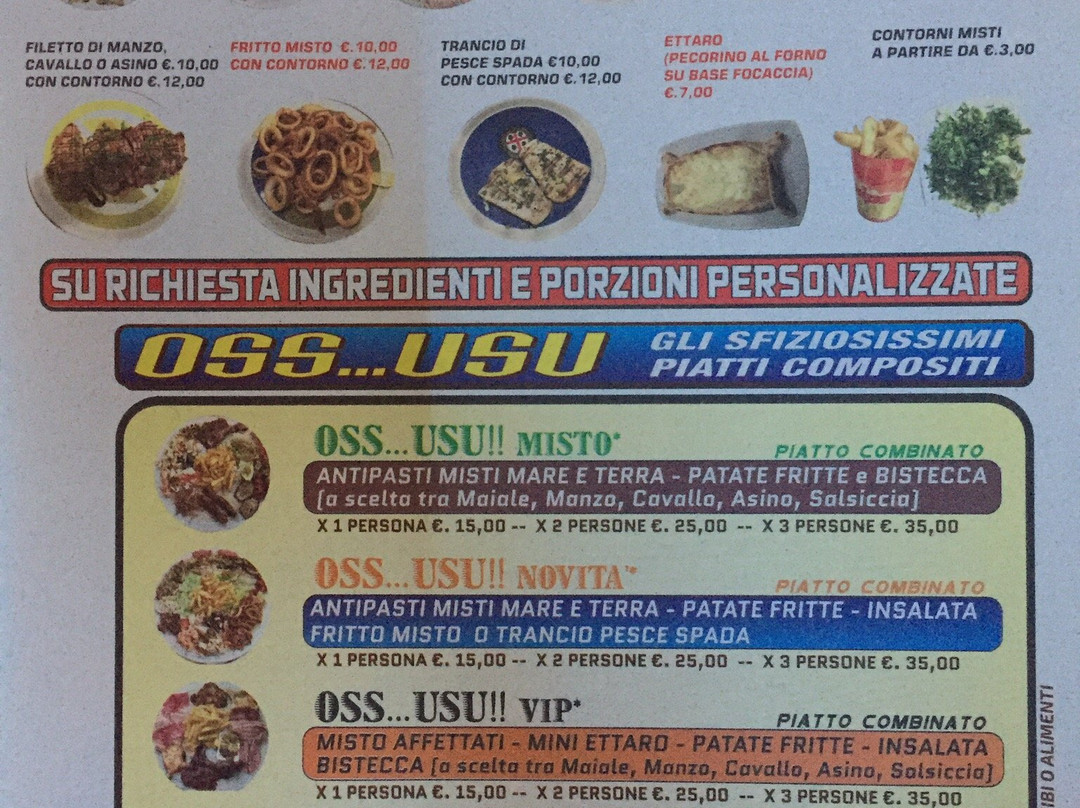 FILETTO DI MANZO,
CAVALLO O ASINO €.10,00
CON CONTORNO €.12,00
FRITTO MISTO €.10,00
CON CONTORNO €.12,00
TRANCIO DI
PESCE SPADA €10,00
CON CONTORNO €.12,00
ETTARO
(PECORINO AL FORNO
SU BASE FOCACCIA)
€.7,00
CONTORNI MISTI
A PARTIRE DA €.3,00
SU RICHIESTA INGREDIENTI E PORZIONI PERSONALIZZATE
OSS...USU
GLI SFIZIOSISSIMI
PIATTI COMPOSITI
OSS...USU!! MISTO*
PIATTO COMBINATO
ANTIPASTI MISTI MARE E TERRA - PATATE FRITTE e BISTECCA
(a scelta tra Maiale, Manzo, Cavallo, Asino, Salsiccia)
X 1 PERSONA €. 15,00 -- X 2 PERSONE €. 25,00 -- X 3 PERSONE €. 35,00
OSS...USU!! NOVITA'*
PIATTO COMBINATO
ANTIPASTI MISTI MARE E TERRA - PATATE FRITTE - INSALATA
FRITTO MISTO O TRANCIO PESCE SPADA
X 1 PERSONA €. 15,00 -- X 2 PERSONE €. 25,00 -- X 3 PERSONE €. 35,00
OSS...USU!! VIP*
PIATTO COMBINATO
MISTO AFFETTATI - MINI ETTARO - PATATE FRITTE - INSALATA
BISTECCA (a scelta tra Maiale, Manzo, Cavallo, Asino, Salsiccia)
X 1 PERSONA €. 15,00 -- X 2 PERSONE €. 25,00 -- X 3 PERSONE €. 35,00
O ALIMENTI